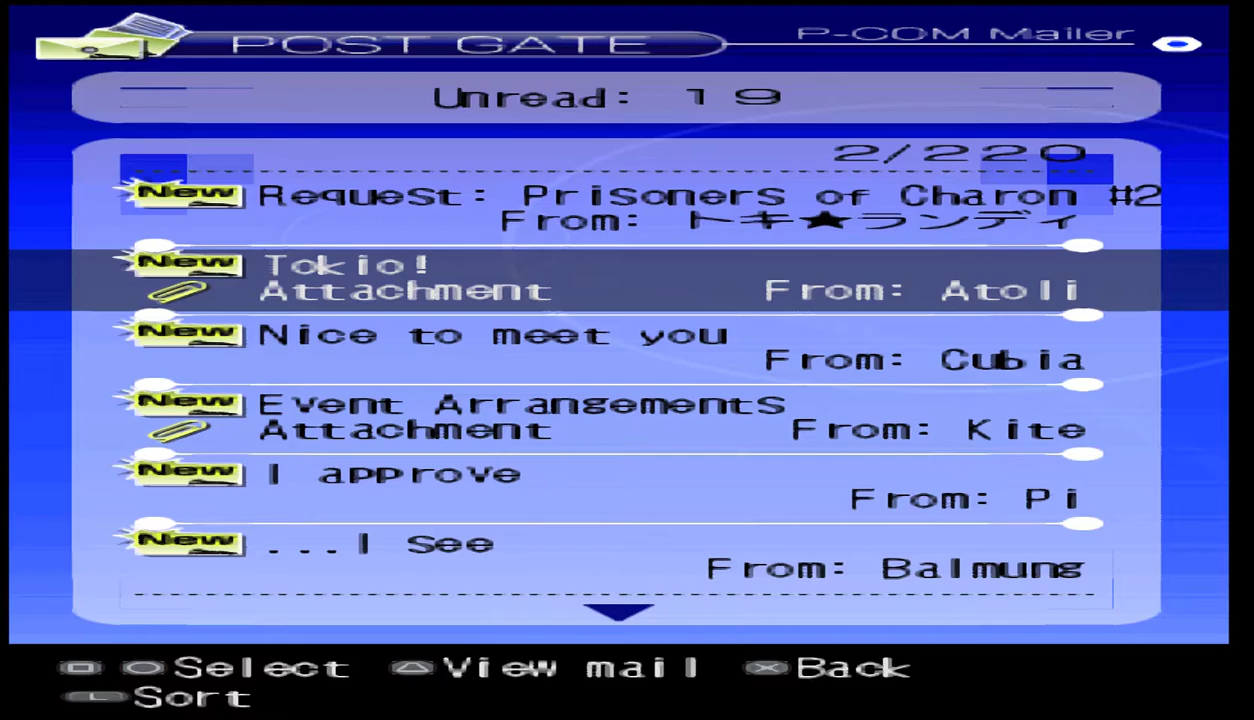 POST GATE
P-COM Mailer
Unread: 19
2/220
New Request: Prisoners of Charon #2
From: トキ★ランディ
New Tokio!
Attachment From: Atoli
New Nice to meet you
From: Cubia
New Event Arrangements
Attachment From: Kite
New I approve
From: Pi
New ...I see
From: Balmung
Select View mail Back
L Sort